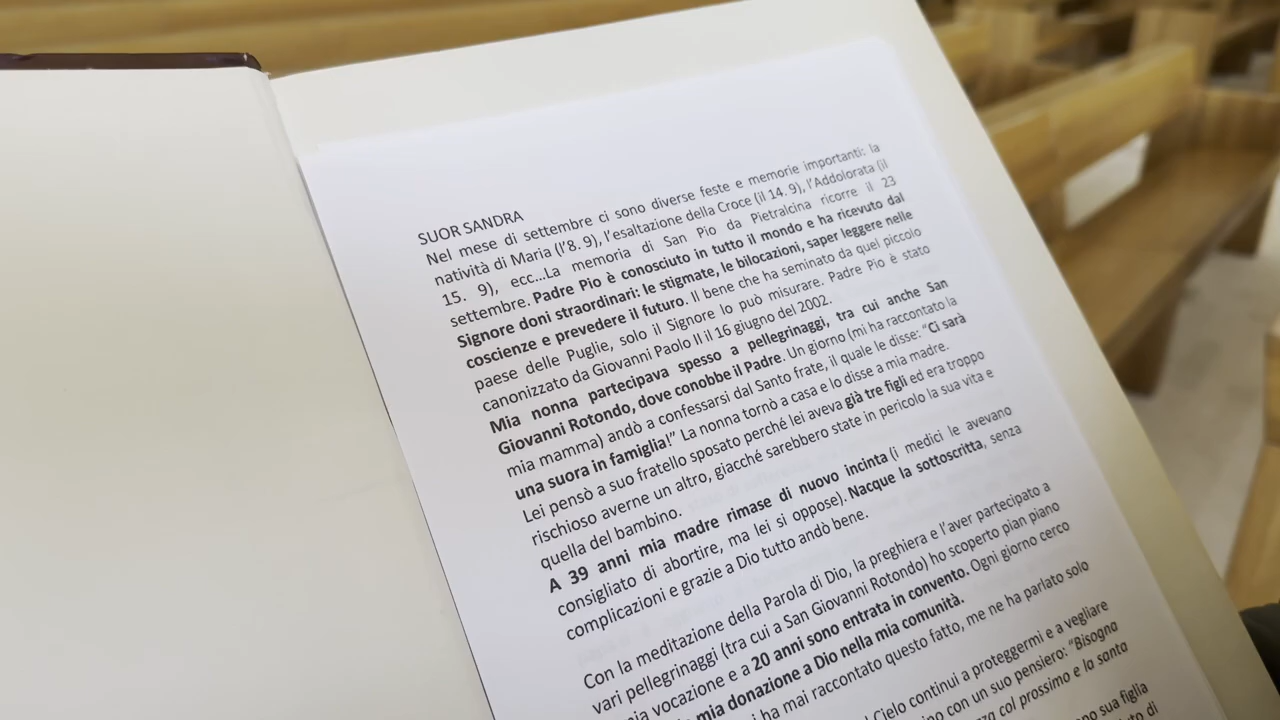 SUOR SANDRA
Nel mese di settembre ci sono diverse feste e memorie importanti: la
natività di Maria (l'8. 9), l'esaltazione della Croce (il 14. 9), l'Addolorata (il
15. 9), ecc...La memoria di San Pio da Pietralcina ricorre il 23
settembre. Padre Pio è conosciuto in tutto il mondo e ha ricevuto dal
Signore doni straordinari: le stigmate, le bilocazioni, saper leggere nelle
coscienze e prevedere il futuro. Il bene che ha seminato da quel piccolo
paese delle Puglie, solo il Signore lo può misurare. Padre Pio è stato
canonizzato da Giovanni Paolo II il 16 giugno del 2002.
Mia nonna partecipava spesso a pellegrinaggi, tra cui anche San
Giovanni Rotondo, dove conobbe il Padre. Un giorno (mi ha raccontato la
mia mamma) andò a confessarsi dal Santo frate, il quale le disse: "Ci sarà
una suora in famiglia!" La nonna tornò a casa e lo disse a mia madre.
Lei pensò a suo fratello sposato perché lei aveva già tre figli ed era troppo
rischioso averne un altro, giacché sarebbero state in pericolo la sua vita e
quella del bambino.
A 39 anni mia madre rimase di nuovo incinta (i medici le avevano
consigliato di abortire, ma lei si oppose). Nacque la sottoscritta, senza
complicazioni e grazie a Dio tutto andò bene.
Con la meditazione della Parola di Dio, la preghiera e l'aver partecipato a
vari pellegrinaggi (tra cui a San Giovanni Rotondo) ho scoperto pian piano
vocazione e a 20 anni sono entrata in convento. Ogni giorno cerco
mia donazione a Dio nella mia comunità.
ha mai raccontato questo fatto, me ne ha parlato solo
Cielo continui a proteggermi e a vegliare
con un suo pensiero: "Bisogna
col prossimo e la santa
sua figlia
di